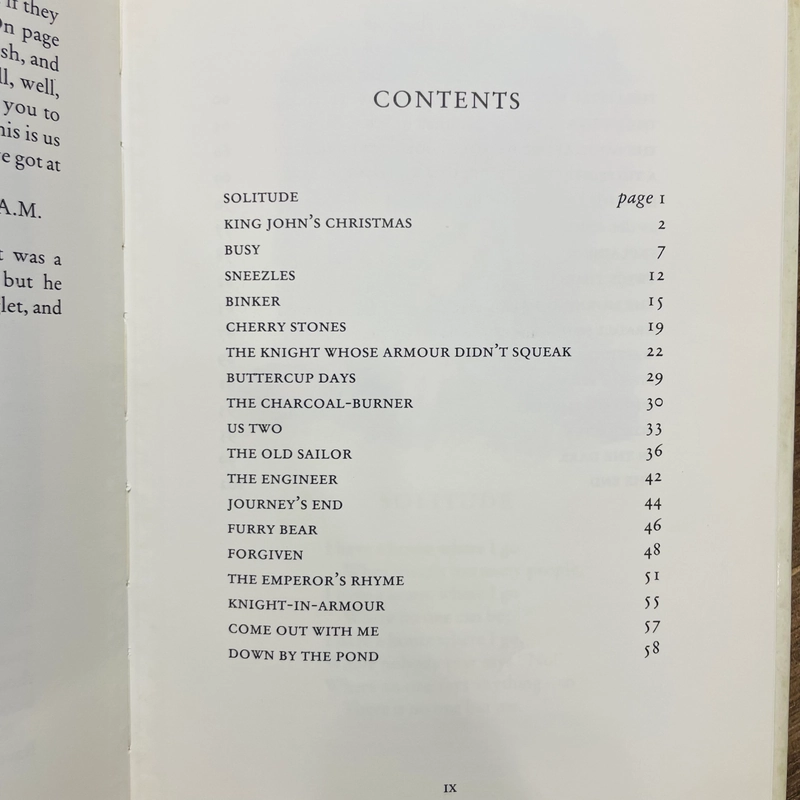 if they
On page
sh, and
ll, well,
you to
his is us
e got at
A.M.
t was a
but he
let, and
CONTENTS
SOLITUDE page 1
KING JOHN'S CHRISTMAS 2
BUSY 7
SNEEZLES 12
BINKER 15
CHERRY STONES 19
THE KNIGHT WHOSE ARMOUR DIDN'T SQUEAK 22
BUTTERCUP DAYS 29
THE CHARCOAL-BURNER 30
US TWO 33
THE OLD SAILOR 36
THE ENGINEER 42
JOURNEY'S END 44
FURRY BEAR 46
FORGIVEN 48
THE EMPEROR'S RHYME 51
KNIGHT-IN-ARMOUR 55
COME OUT WITH ME 57
DOWN BY THE POND 58
IX